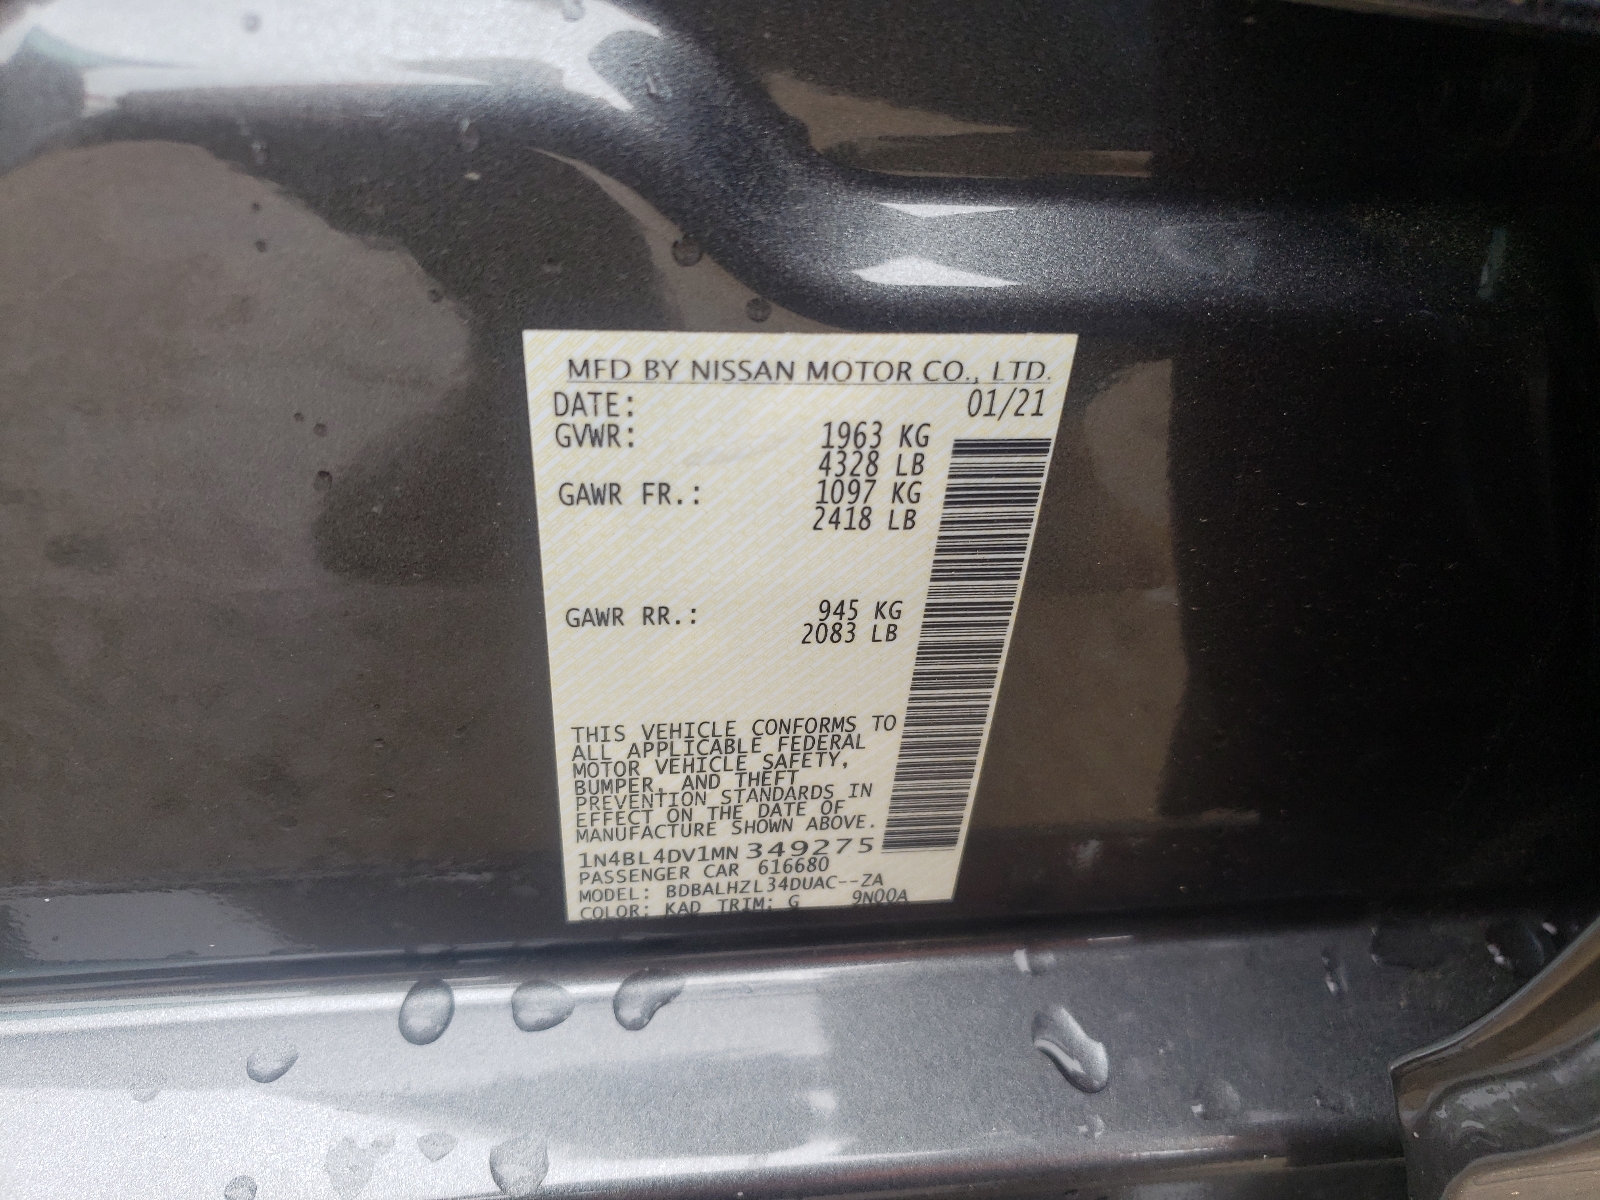 MFD BY NISSAN MOTOR CO., LTD.
DATE: 01/21
GVWR: 1963 KG
4328 LB
GAWR FR.: 1097 KG
2418 LB
GAWR RR.: 945 KG
2083 LB
THIS VEHICLE CONFORMS TO
ALL APPLICABLE FEDERAL
MOTOR VEHICLE SAFETY,
BUMPER, AND THEFT
PREVENTION STANDARDS IN
EFFECT ON THE DATE OF
MANUFACTURE SHOWN ABOVE.
1N4BL4DV1MN349275
PASSENGER CAR 616680
MODEL: BDBALHZL34DUAC--ZA
COLOR: KAD TRIM: G 9N00A